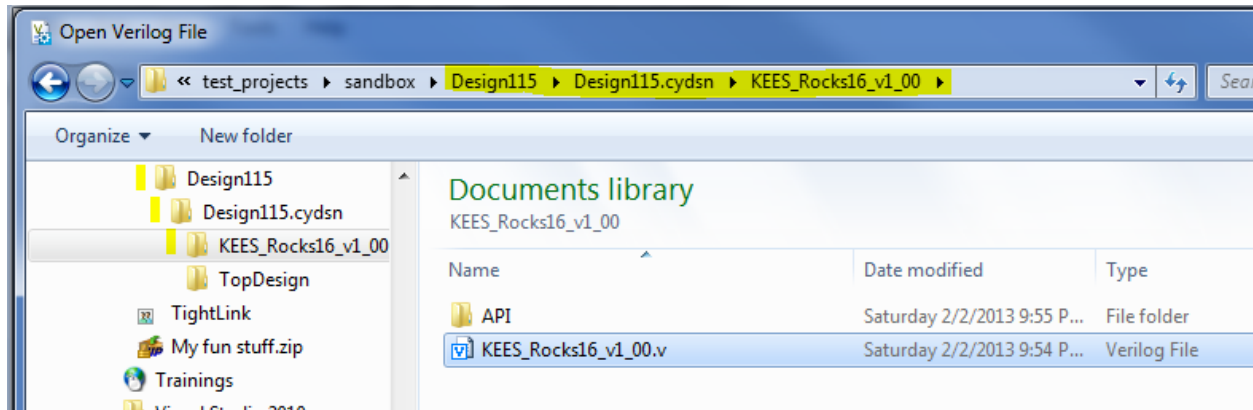 Open Verilog File
« test_projects ▸ sandbox ▸ Design115 ▸ Design115.cydsn ▸ KEES_Rocks16_v1_00 ▸
Organize ▾ New folder
Design115
Design115.cydsn
KEES_Rocks16_v1_00
TopDesign
TightLink
My fun stuff.zip
Trainings
Documents library
KEES_Rocks16_v1_00
Name Date modified Type
API Saturday 2/2/2013 9:55 P... File folder
KEES_Rocks16_v1_00.v Saturday 2/2/2013 9:54 P... Verilog File